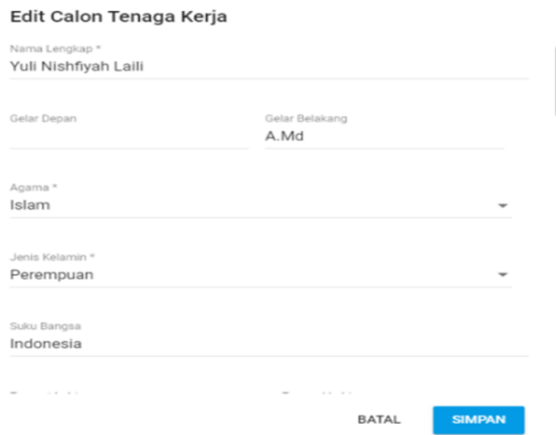 Edit Calon Tenaga Kerja
Nama Lengkap *
Yuli Nishfiyah Laili
Gelar Depan
Gelar Belakang
A.Md
Agama *
Islam
Jenis Kelamin *
Perempuan
Suku Bangsa
Indonesia
BATAL
SIMPAN